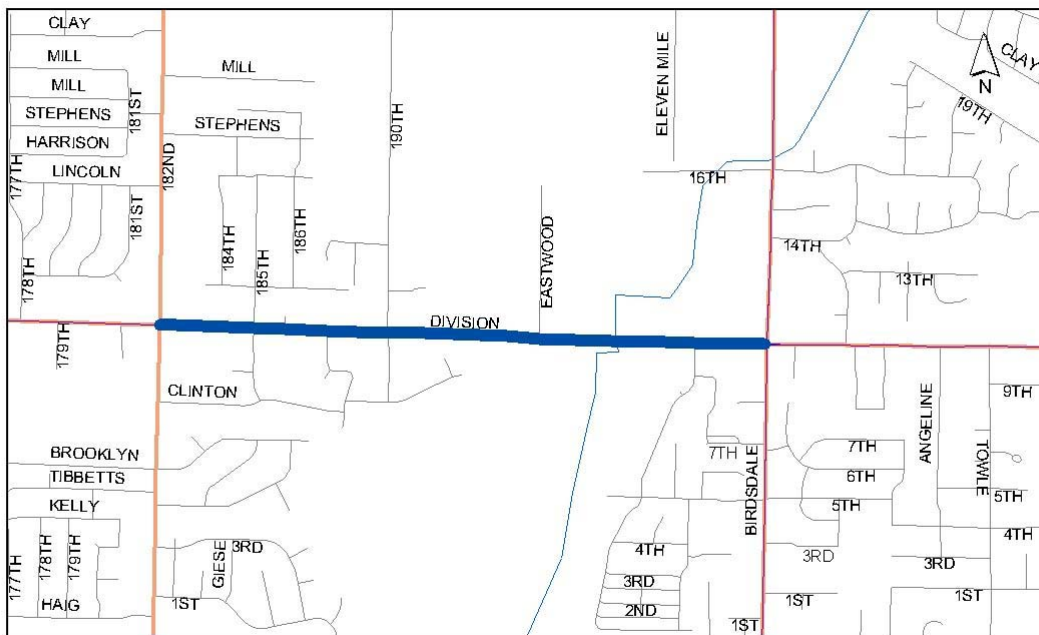 CLAY
MILL
MILL
STEPHENS
HARRISON
LINCOLN
177TH
181ST
181ST
178TH
179TH
182ND
MILL
STEPHENS
184TH
185TH
186TH
190TH
EASTWOOD
ELEVEN MILE
16TH
CLAY
N
19TH
14TH
13TH
DIVISION
CLINTON
BROOKLYN
TIBBETTS
KELLY
177TH
178TH
179TH
HAIG
GIESE
3RD
1ST
7TH
BIRDSDALE
4TH
3RD
2ND
1ST
7TH
6TH
5TH
3RD
1ST
ANGELINE
TOWLE
9TH
5TH
4TH
3RD
1ST